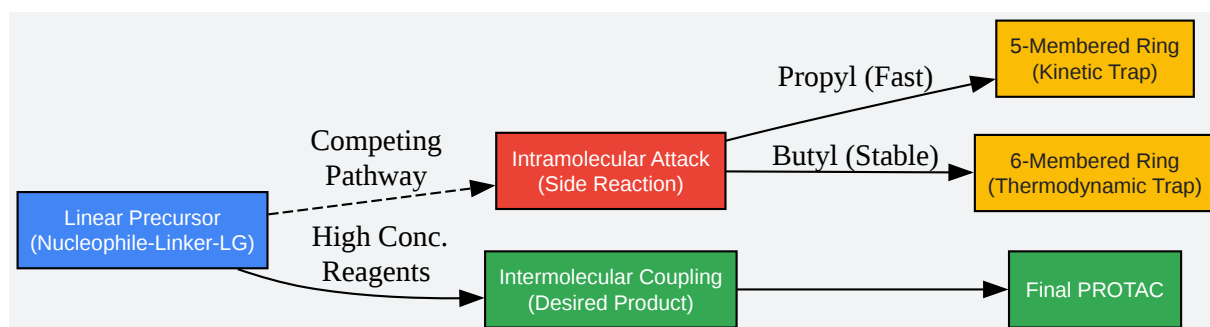 Linear Precursor
(Nucleophile-Linker-LG)
Competing
Pathway
High Conc.
Reagents
Intramolecular Attack
(Side Reaction)
Intermolecular Coupling
(Desired Product)
Propyl (Fast)
Butyl (Stable)
5-Membered Ring
(Kinetic Trap)
6-Membered Ring
(Thermodynamic Trap)
Final PROTAC